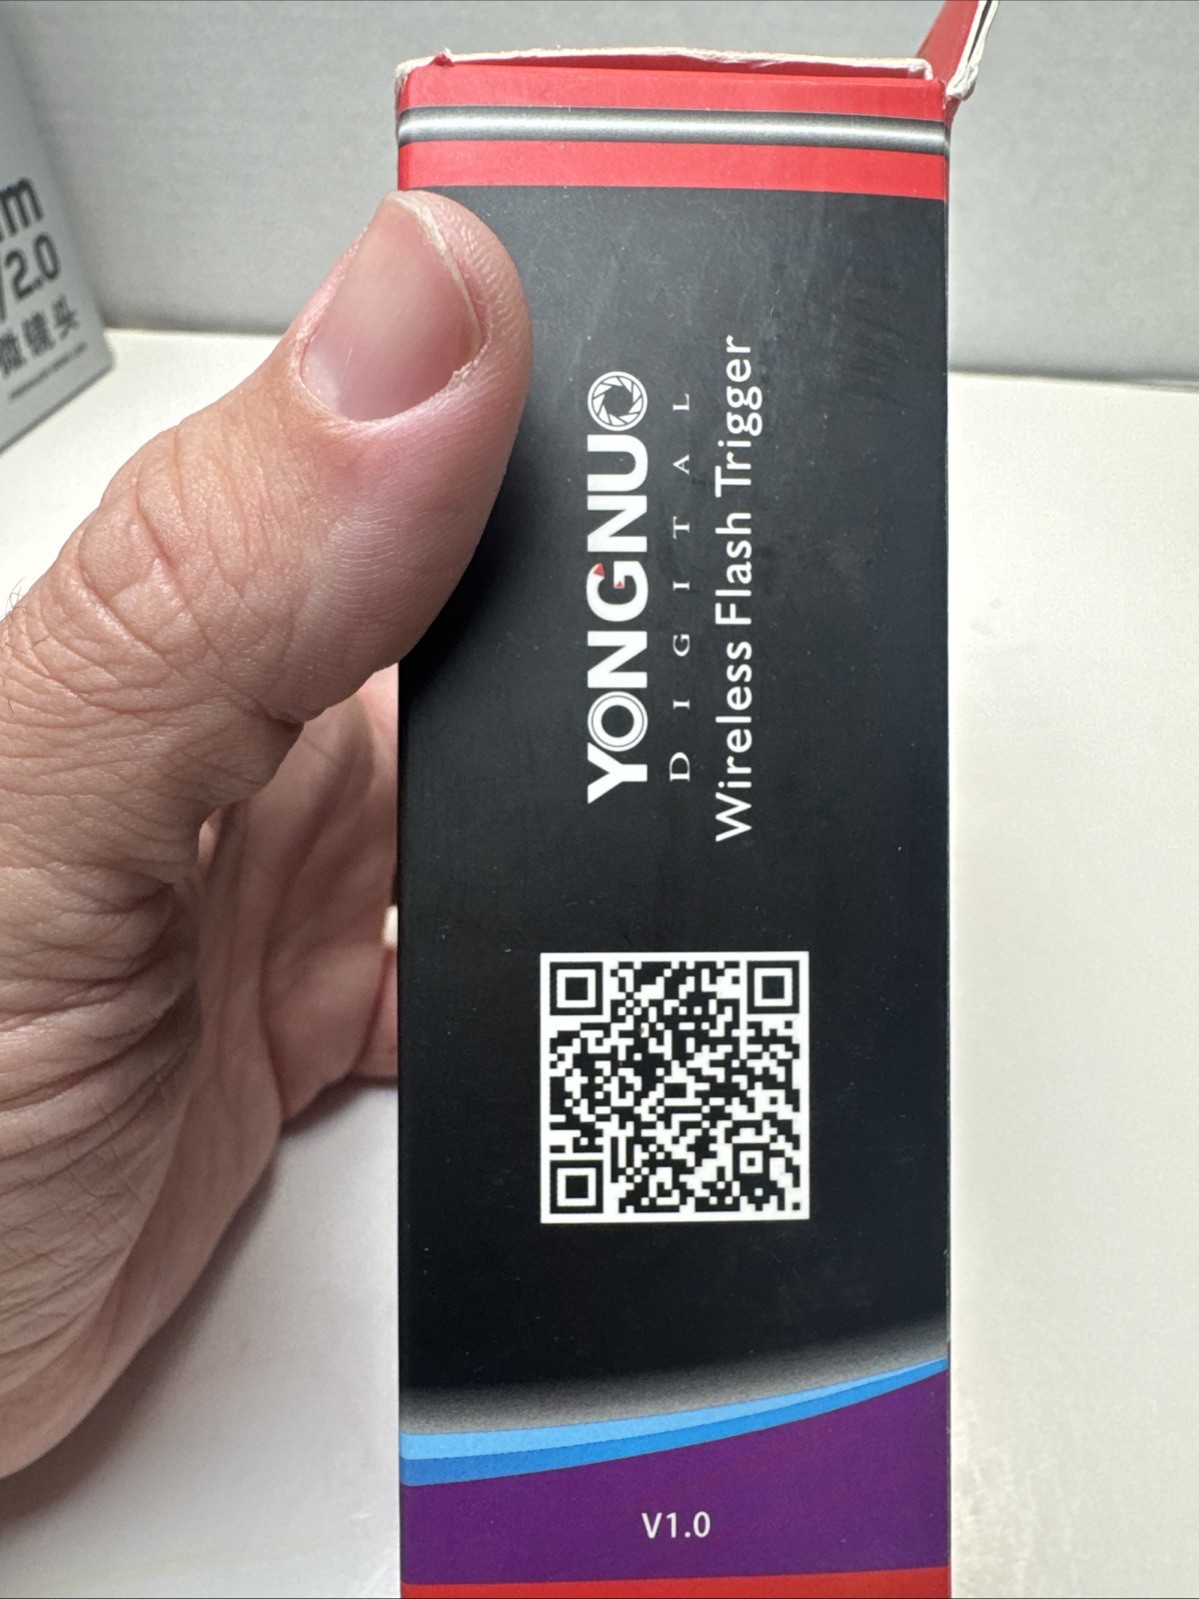 YONGNUO
DIGITAL
Wireless Flash Trigger
V1.0
m
/2.0
微镜头